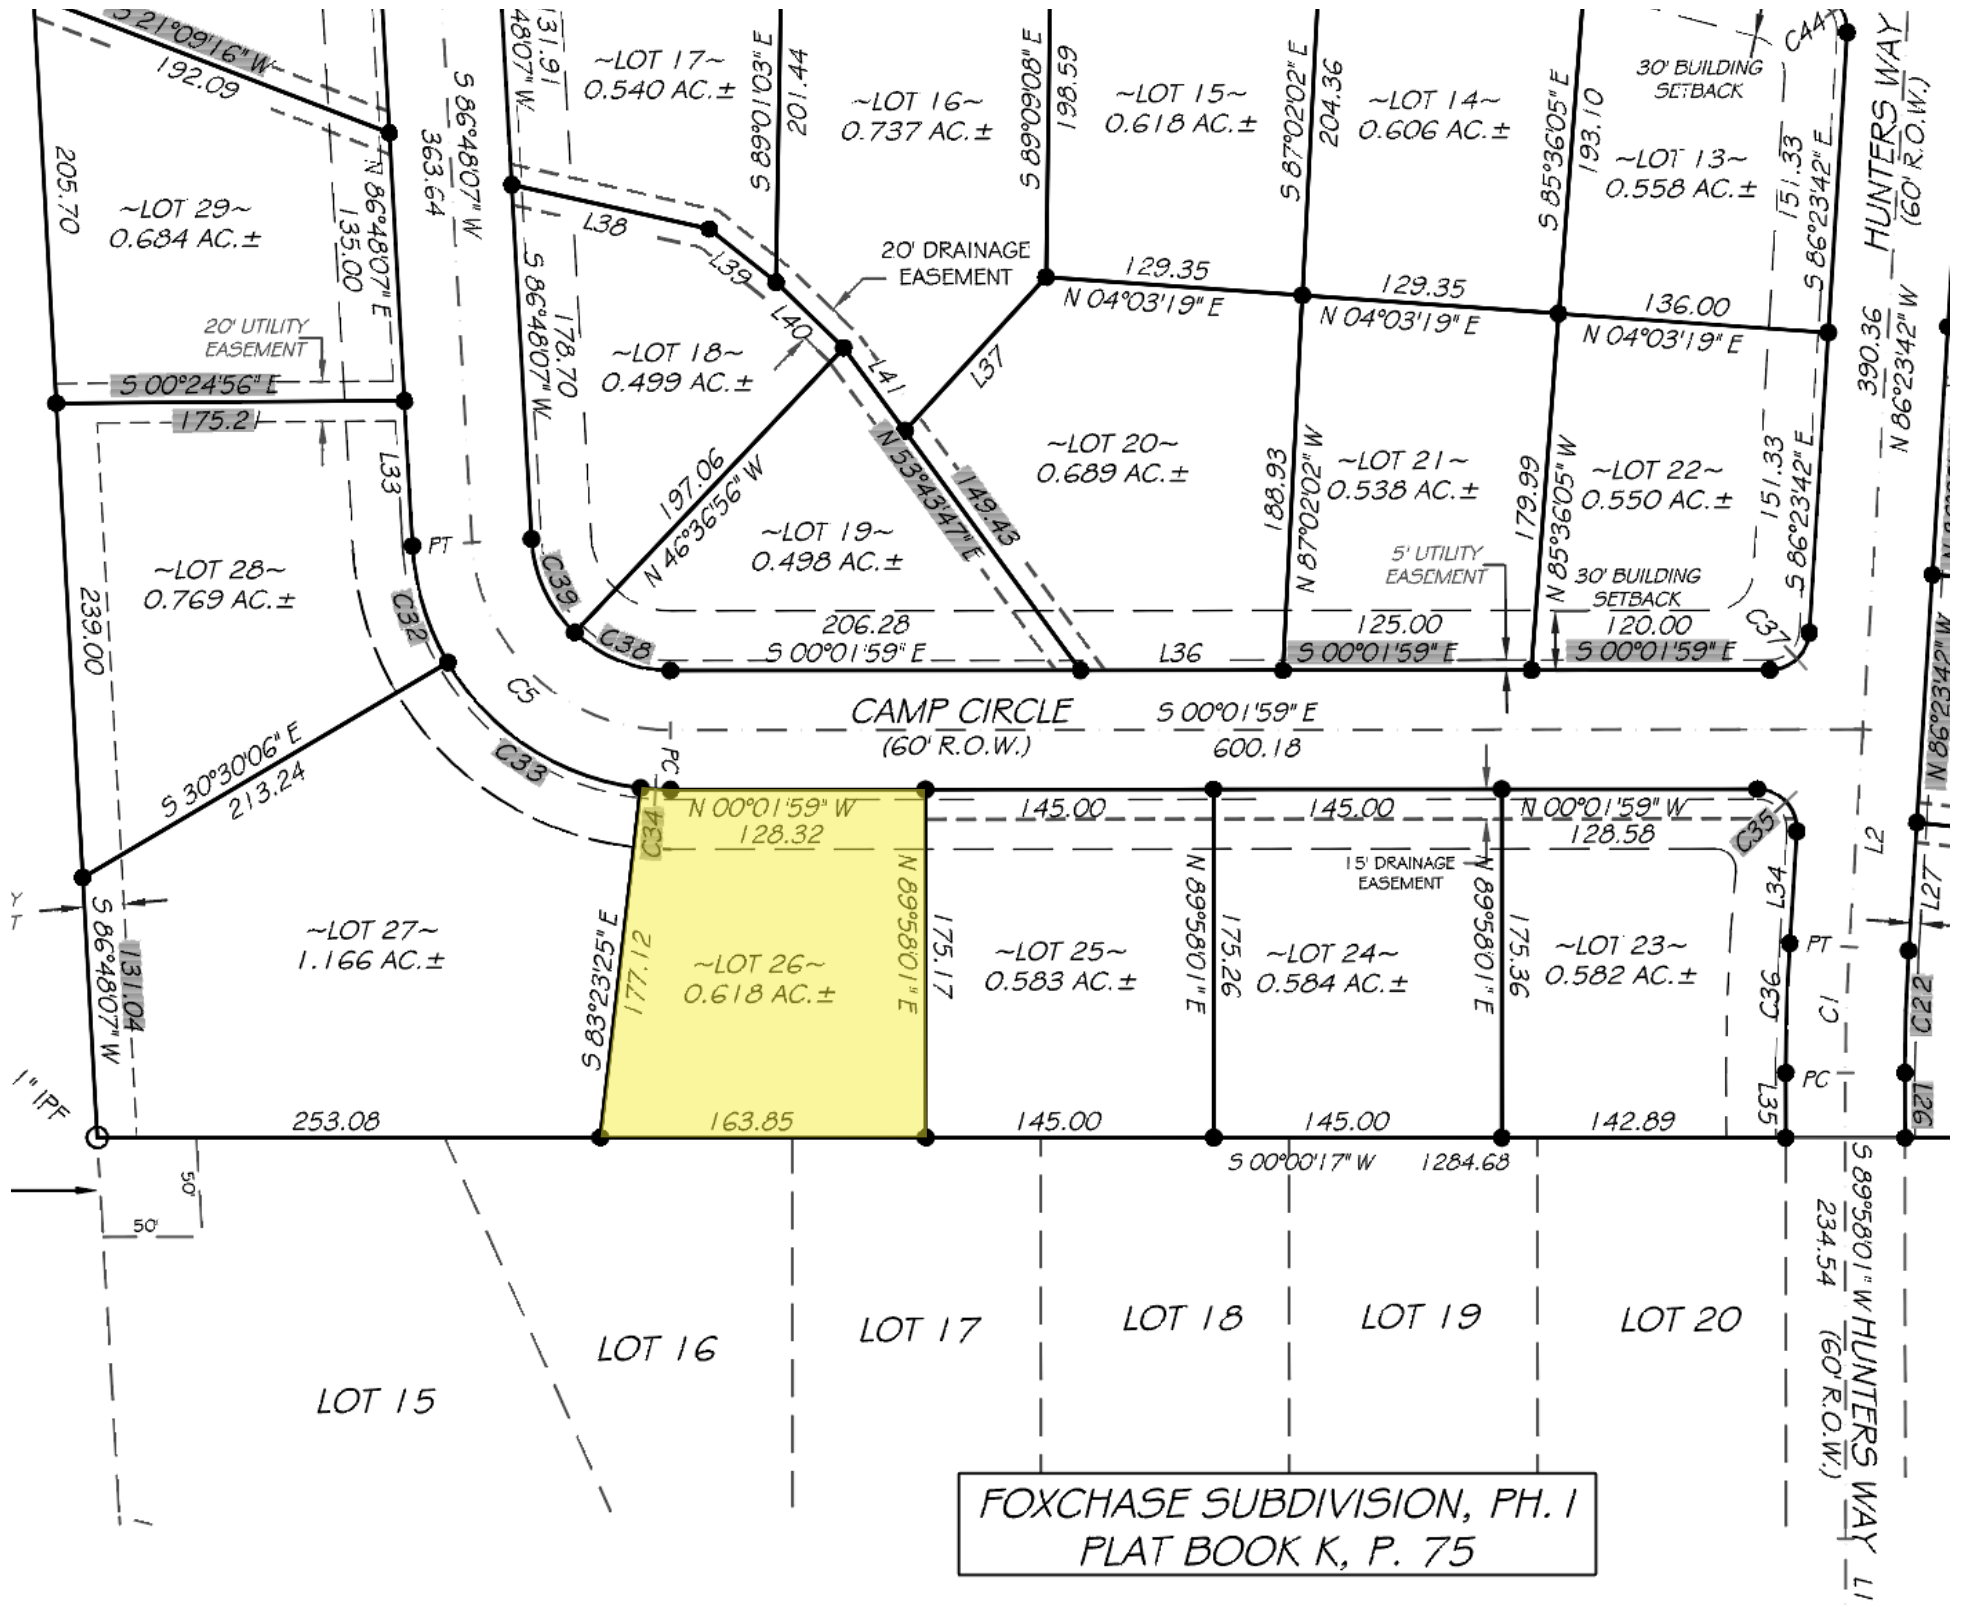 S 21°09'16" W
192.09
205.70
~LOT 29~
0.684 AC.±
N 86°48'07" E
135.00
20' UTILITY
EASEMENT
S 00°24'56" E
175.21
S 86°48'07" W
363.64
131.91
48'07" W
~LOT 17~
0.540 AC.±
S 89°01'03" E
201.44
~LOT 16~
0.737 AC.±
S 89°09'08" E
198.59
~LOT 15~
0.618 AC.±
S 87°02'02" E
204.36
~LOT 14~
0.606 AC.±
S 85°36'05" E
193.10
30' BUILDING
SETBACK
C44
~LOT 13~
0.558 AC.±
151.33
S 86°23'42" E
HUNTERS WAY
(60' R.O.W.)
390.36
N 86°23'42" W
L38
L39
L40
L41
20' DRAINAGE
EASEMENT
129.35
N 04°03'19" E
129.35
N 04°03'19" E
136.00
N 04°03'19" E
S 86°48'07" W
178.70
~LOT 18~
0.499 AC.±
L37
L33
PT
239.00
~LOT 28~
0.769 AC.±
C32
C39
197.06
N 46°36'56" W
~LOT 19~
0.498 AC.±
N 53°43'47" E
149.43
~LOT 20~
0.689 AC.±
188.93
N 87°02'02" W
~LOT 21~
0.538 AC.±
179.99
N 85°36'05" W
~LOT 22~
0.550 AC.±
151.33
S 86°23'42" E
5' UTILITY
EASEMENT
30' BUILDING
SETBACK
C37
C38
206.28
S 00°01'59" E
L36
125.00
S 00°01'59" E
120.00
S 00°01'59" E
N 86°23'42" W
C5
CAMP CIRCLE
(60' R.O.W.)
S 00°01'59" E
600.18
PC
C33
S 30°30'06" E
213.24
C34
N 00°01'59" W
128.32
145.00
145.00
N 00°01'59" W
128.58
C35
L2
15' DRAINAGE
EASEMENT
Y
T
S 86°48'07" W
131.04
~LOT 27~
1.166 AC.±
S 83°23'25" E
177.12
~LOT 26~
0.618 AC.±
N 89°58'01" E
175.17
~LOT 25~
0.583 AC.±
N 89°58'01" E
175.26
~LOT 24~
0.584 AC.±
N 89°58'01" E
175.36
~LOT 23~
0.582 AC.±
L34
PT
C36
C1
PC
L35
L27
C22
L26
1" IPF
253.08
163.85
145.00
145.00
142.89
S 00°00'17" W 1284.68
50'
50'
LOT 15
LOT 16
LOT 17
LOT 18
LOT 19
LOT 20
S 89°58'01" W
234.54
HUNTERS WAY
(60' R.O.W.)
L1
FOXCHASE SUBDIVISION, PH. I
PLAT BOOK K, P. 75